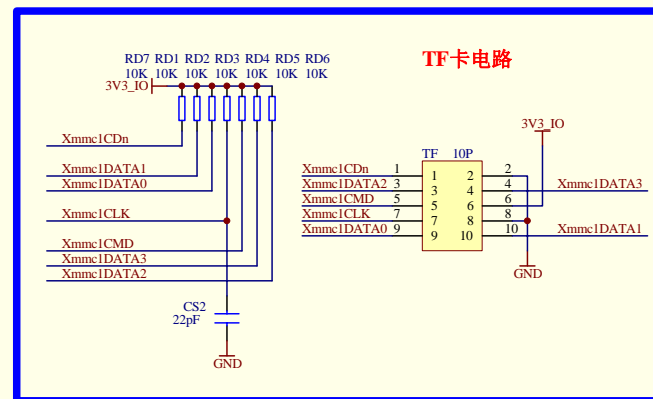 RD7 RD1 RD2 RD3 RD4 RD5 RD6
10K 10K 10K 10K 10K 10K 10K
3V3_IO
Xmmc1CDn
Xmmc1DATA1
Xmmc1DATA0
Xmmc1CLK
Xmmc1CMD
Xmmc1DATA3
Xmmc1DATA2
CS2
22pF
GND
TF卡电路
3V3_IO
TF 10P
Xmmc1CDn 1 1 2 2
Xmmc1DATA2 3 3 4 4 Xmmc1DATA3
Xmmc1CMD 5 5 6 6
Xmmc1CLK 7 7 8 8
Xmmc1DATA0 9 9 10 10 Xmmc1DATA1
GND